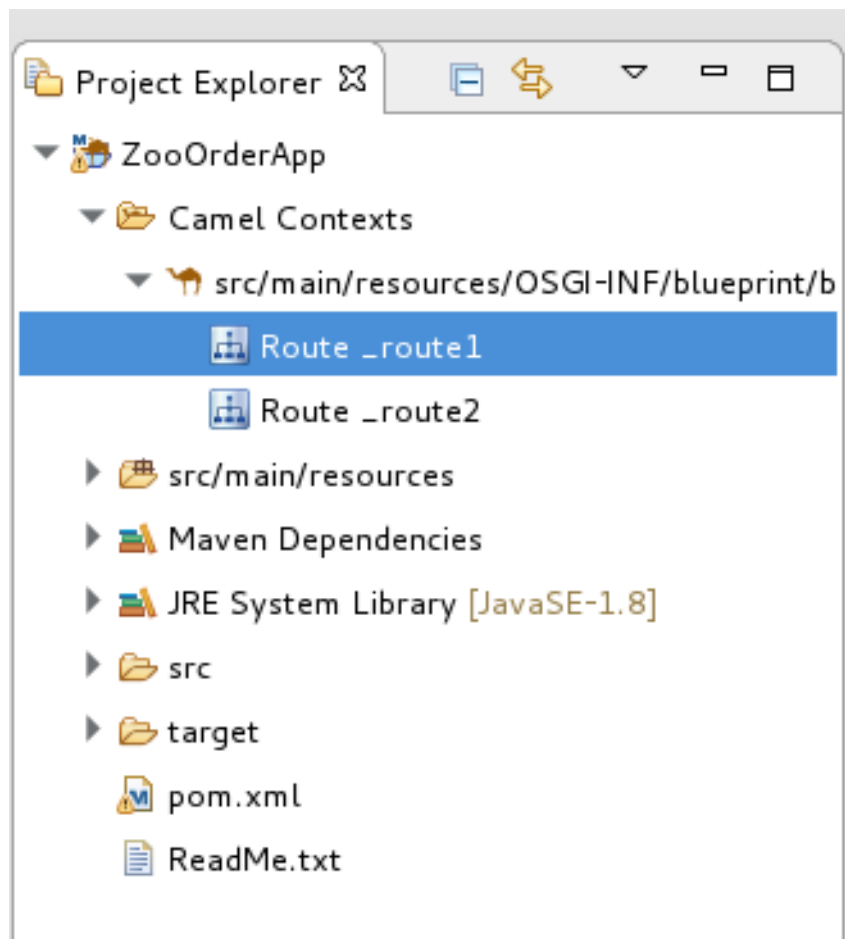 Project Explorer
ZooOrderApp
Camel Contexts
src/main/resources/OSGI-INF/blueprint/b
Route _route1
Route _route2
src/main/resources
Maven Dependencies
JRE System Library [JavaSE-1.8]
src
target
pom.xml
ReadMe.txt